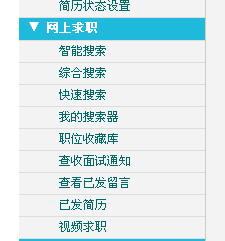 简历状态设置
▼ 网上求职
智能搜索
综合搜索
快速搜索
我的搜索器
职位收藏库
查收面试通知
查看已发留言
已发简历
视频求职